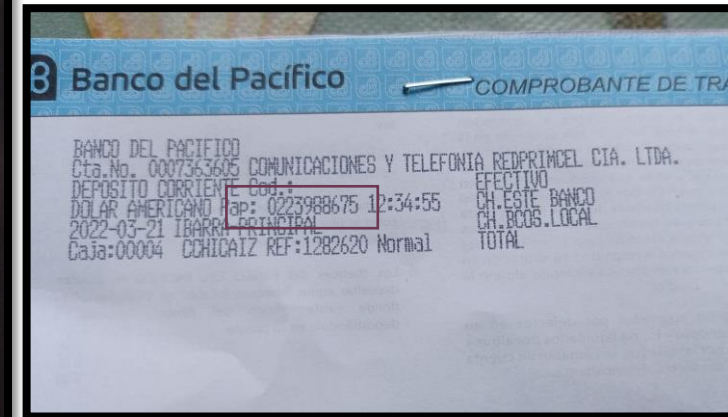 Banco del Pacífico
COMPROBANTE DE TRA
BANCO DEL PACIFICO
Cta.No. 0007363605 COMUNICACIONES Y TELEFONIA REDPRIMCEL CIA. LTDA.
DEPOSITO CORRIENTE Cod.: EFECTIVO
DOLAR AMERICANO Pap: 0223988675 12:34:55 CH.ESTE BANCO
2022-03-21 IBARRA PRINCIPAL CH.BCOS.LOCAL
Caja:00004 CCHICAIZ REF:1282620 Normal TOTAL